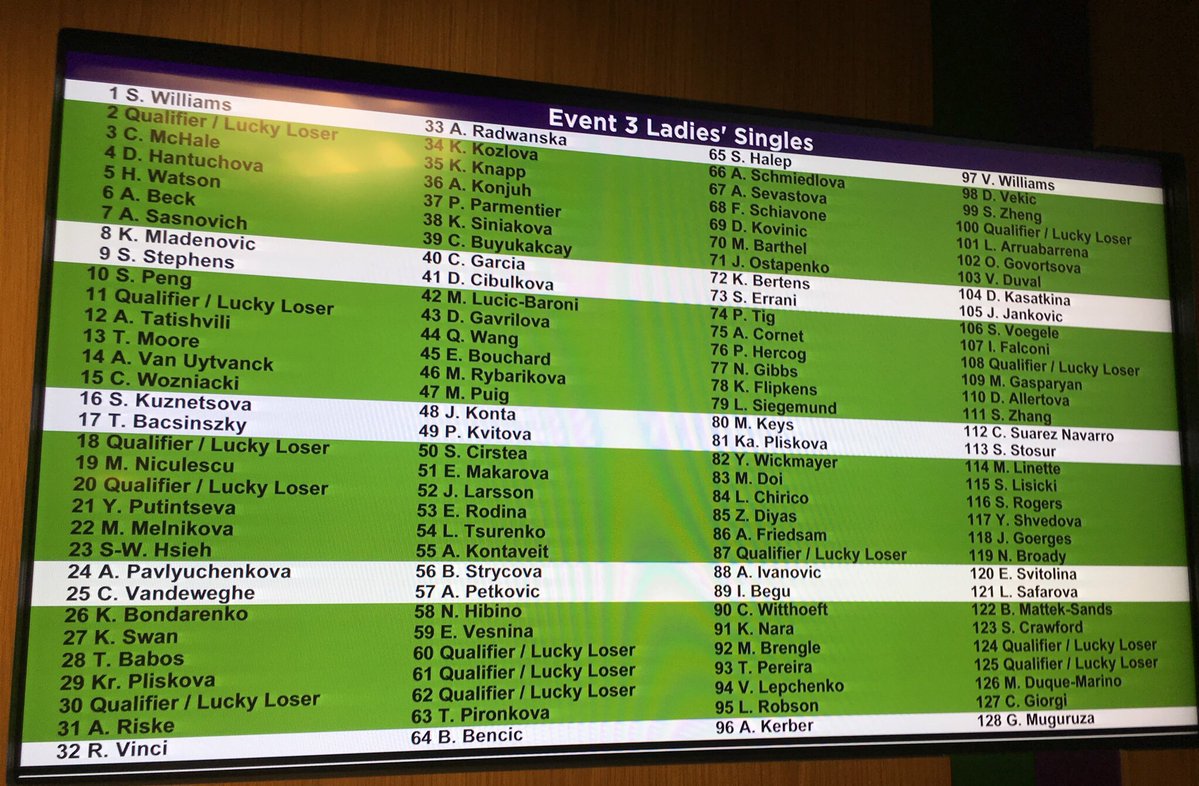 Event 3 Ladies' Singles
1 S. Williams
2 Qualifier / Lucky Loser
3 C. McHale
4 D. Hantuchova
5 H. Watson
6 A. Beck
7 A. Sasnovich
8 K. Mladenovic
9 S. Stephens
10 S. Peng
11 Qualifier / Lucky Loser
12 A. Tatishvili
13 T. Moore
14 A. Van Uytvanck
15 C. Wozniacki
16 S. Kuznetsova
17 T. Bacsinszky
18 Qualifier / Lucky Loser
19 M. Niculescu
20 Qualifier / Lucky Loser
21 Y. Putintseva
22 M. Melnikova
23 S-W. Hsieh
24 A. Pavlyuchenkova
25 C. Vandeweghe
26 K. Bondarenko
27 K. Swan
28 T. Babos
29 Kr. Pliskova
30 Qualifier / Lucky Loser
31 A. Riske
32 R. Vinci
33 A. Radwanska
34 K. Kozlova
35 K. Knapp
36 A. Konjuh
37 P. Parmentier
38 K. Siniakova
39 C. Buyukakcay
40 C. Garcia
41 D. Cibulkova
42 M. Lucic-Baroni
43 D. Gavrilova
44 Q. Wang
45 E. Bouchard
46 M. Rybarikova
47 M. Puig
48 J. Konta
49 P. Kvitova
50 S. Cirstea
51 E. Makarova
52 J. Larsson
53 E. Rodina
54 L. Tsurenko
55 A. Kontaveit
56 B. Strycova
57 A. Petkovic
58 N. Hibino
59 E. Vesnina
60 Qualifier / Lucky Loser
61 Qualifier / Lucky Loser
62 Qualifier / Lucky Loser
63 T. Pironkova
64 B. Bencic
65 S. Halep
66 A. Schmiedlova
67 A. Sevastova
68 F. Schiavone
69 D. Kovinic
70 M. Barthel
71 J. Ostapenko
72 K. Bertens
73 S. Errani
74 P. Tig
75 A. Cornet
76 P. Hercog
77 N. Gibbs
78 K. Flipkens
79 L. Siegemund
80 M. Keys
81 Ka. Pliskova
82 Y. Wickmayer
83 M. Doi
84 L. Chirico
85 Z. Diyas
86 A. Friedsam
87 Qualifier / Lucky Loser
88 A. Ivanovic
89 I. Begu
90 C. Witthoeft
91 K. Nara
92 M. Brengle
93 T. Pereira
94 V. Lepchenko
95 L. Robson
96 A. Kerber
97 V. Williams
98 D. Vekic
99 S. Zheng
100 Qualifier / Lucky Loser
101 L. Arruabarrena
102 O. Govortsova
103 V. Duval
104 D. Kasatkina
105 J. Jankovic
106 S. Voegele
107 I. Falconi
108 Qualifier / Lucky Loser
109 M. Gasparyan
110 D. Allertova
111 S. Zhang
112 C. Suarez Navarro
113 S. Stosur
114 M. Linette
115 S. Lisicki
116 S. Rogers
117 Y. Shvedova
118 J. Goerges
119 N. Broady
120 E. Svitolina
121 L. Safarova
122 B. Mattek-Sands
123 S. Crawford
124 Qualifier / Lucky Loser
125 Qualifier / Lucky Loser
126 M. Duque-Marino
127 C. Giorgi
128 G. Muguruza